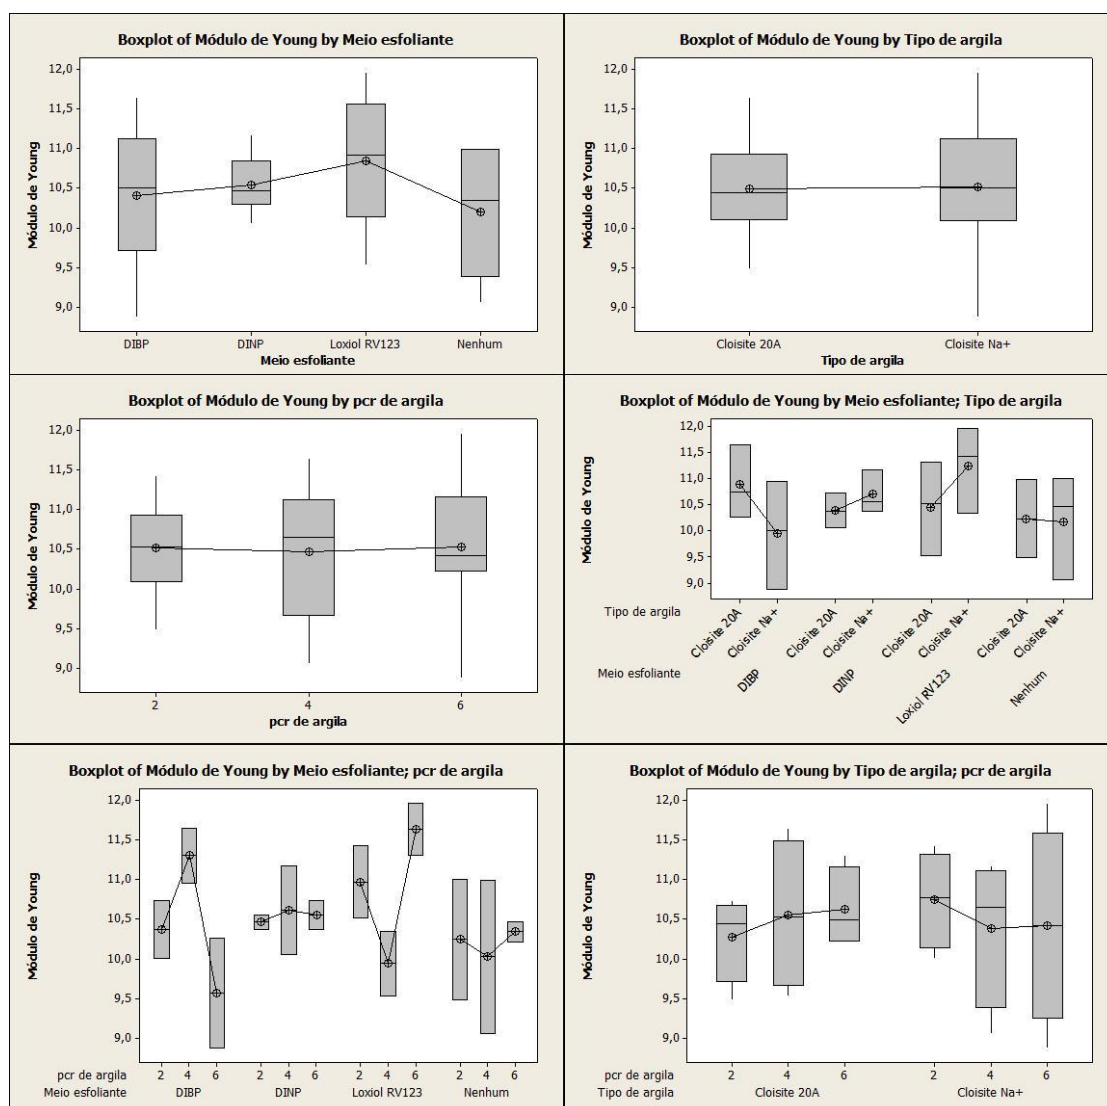 Boxplot of Módulo de Young by Meio esfoliante
Módulo de Young
12,0
11,5
11,0
10,5
10,0
9,5
9,0
DIBP DINP Loxiol RV123 Nenhum
Meio esfoliante
Boxplot of Módulo de Young by Tipo de argila
Módulo de Young
12,0
11,5
11,0
10,5
10,0
9,5
9,0
Cloisite 20A Cloisite Na+
Tipo de argila
Boxplot of Módulo de Young by pcr de argila
Módulo de Young
12,0
11,5
11,0
10,5
10,0
9,5
9,0
2 4 6
pcr de argila
Boxplot of Módulo de Young by Meio esfoliante; Tipo de argila
Módulo de Young
12,0
11,5
11,0
10,5
10,0
9,5
9,0
Tipo de argila Cloisite 20A Cloisite Na+ Cloisite 20A Cloisite Na+ Cloisite 20A Cloisite Na+ Cloisite 20A Cloisite Na+
Meio esfoliante DIBP DINP Loxiol RV123 Nenhum
Boxplot of Módulo de Young by Meio esfoliante; pcr de argila
Módulo de Young
12,0
11,5
11,0
10,5
10,0
9,5
9,0
pcr de argila 2 4 6 2 4 6 2 4 6 2 4 6
Meio esfoliante DIBP DINP Loxiol RV123 Nenhum
Boxplot of Módulo de Young by Tipo de argila; pcr de argila
Módulo de Young
12,0
11,5
11,0
10,5
10,0
9,5
9,0
pcr de argila 2 4 6 2 4 6
Tipo de argila Cloisite 20A Cloisite Na+